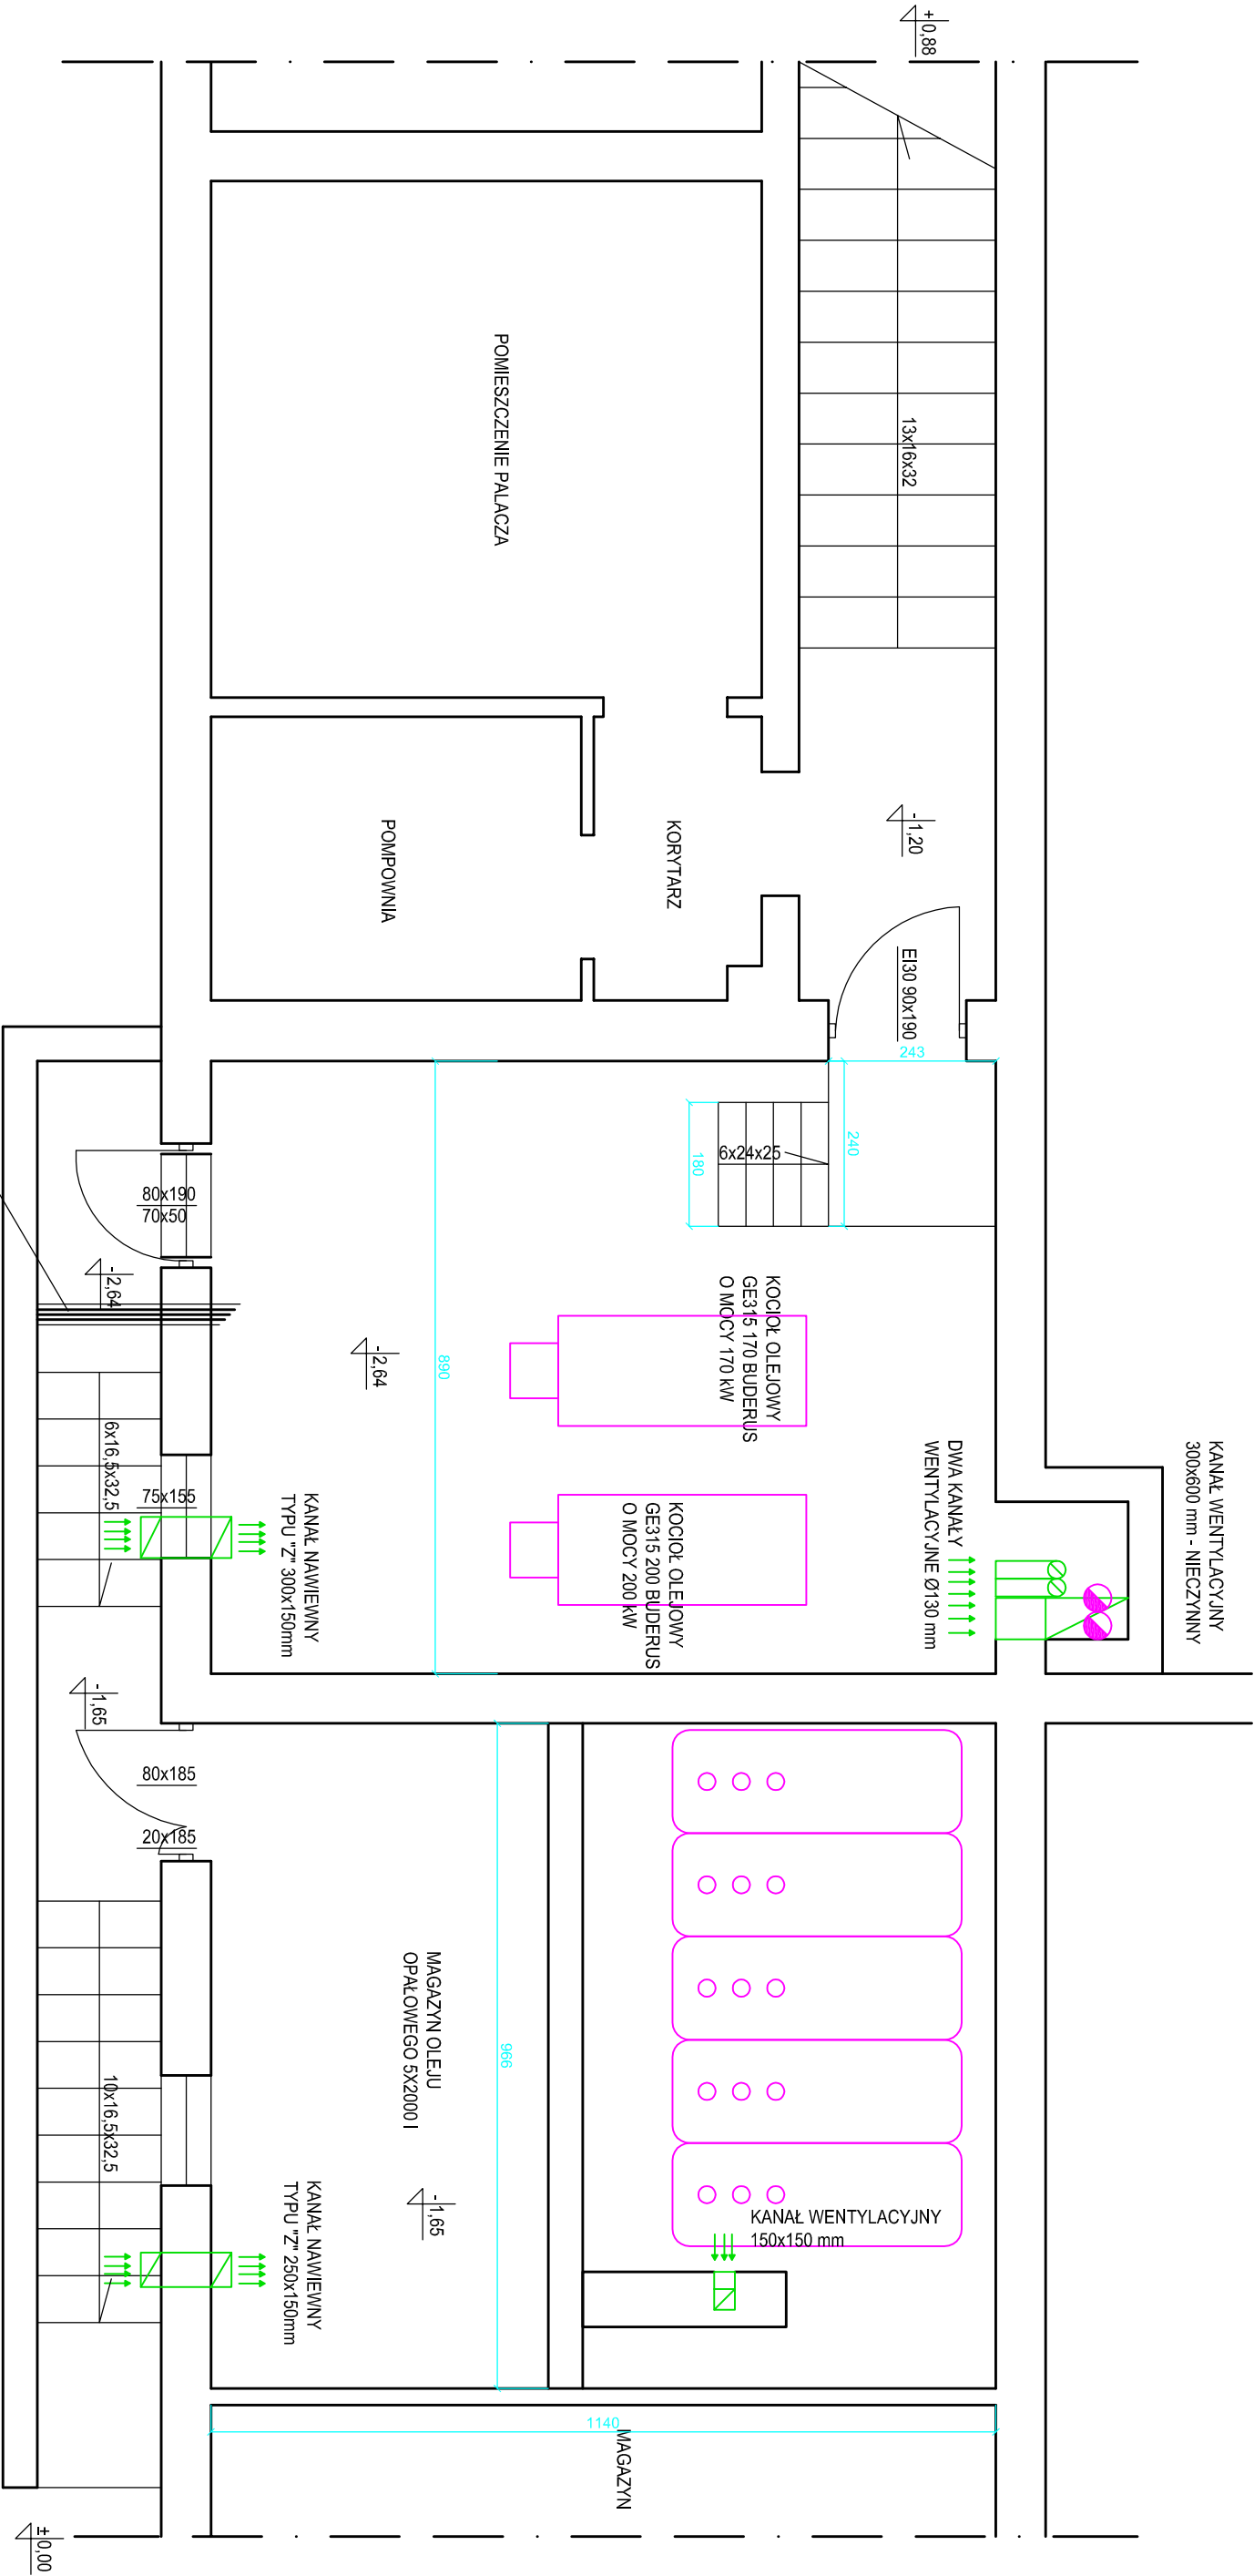 +0,88
13x16x32
POMIESZCZENIE PALACZA
-1,20
KORYTARZ
POMPOWNIA
EI30 90x190
243
240
180
6x24x25
80x190
70x50
-2,64
-2,64
890
KOCIOŁ OLEJOWY
GE315 170 BUDERUS
O MOCY 170 kW
KOCIOŁ OLEJOWY
GE315 200 BUDERUS
O MOCY 200 kW
DWA KANAŁY
WENTYLACYJNE Ø130 mm
KANAŁ WENTYLACYJNY
300x600 mm - NIECZYNNY
6x16,5x32,5
75x155
KANAŁ NAWIEWNY
TYPU "Z" 300x150mm
-1,65
80x185
20x185
MAGAZYN OLEJU
OPAŁOWEGO 5X2000 l
966
-1,65
10x16,5x32,5
KANAŁ NAWIEWNY
TYPU "Z" 250x150mm
KANAŁ WENTYLACYJNY
150x150 mm
1140
MAGAZYN
±0,00